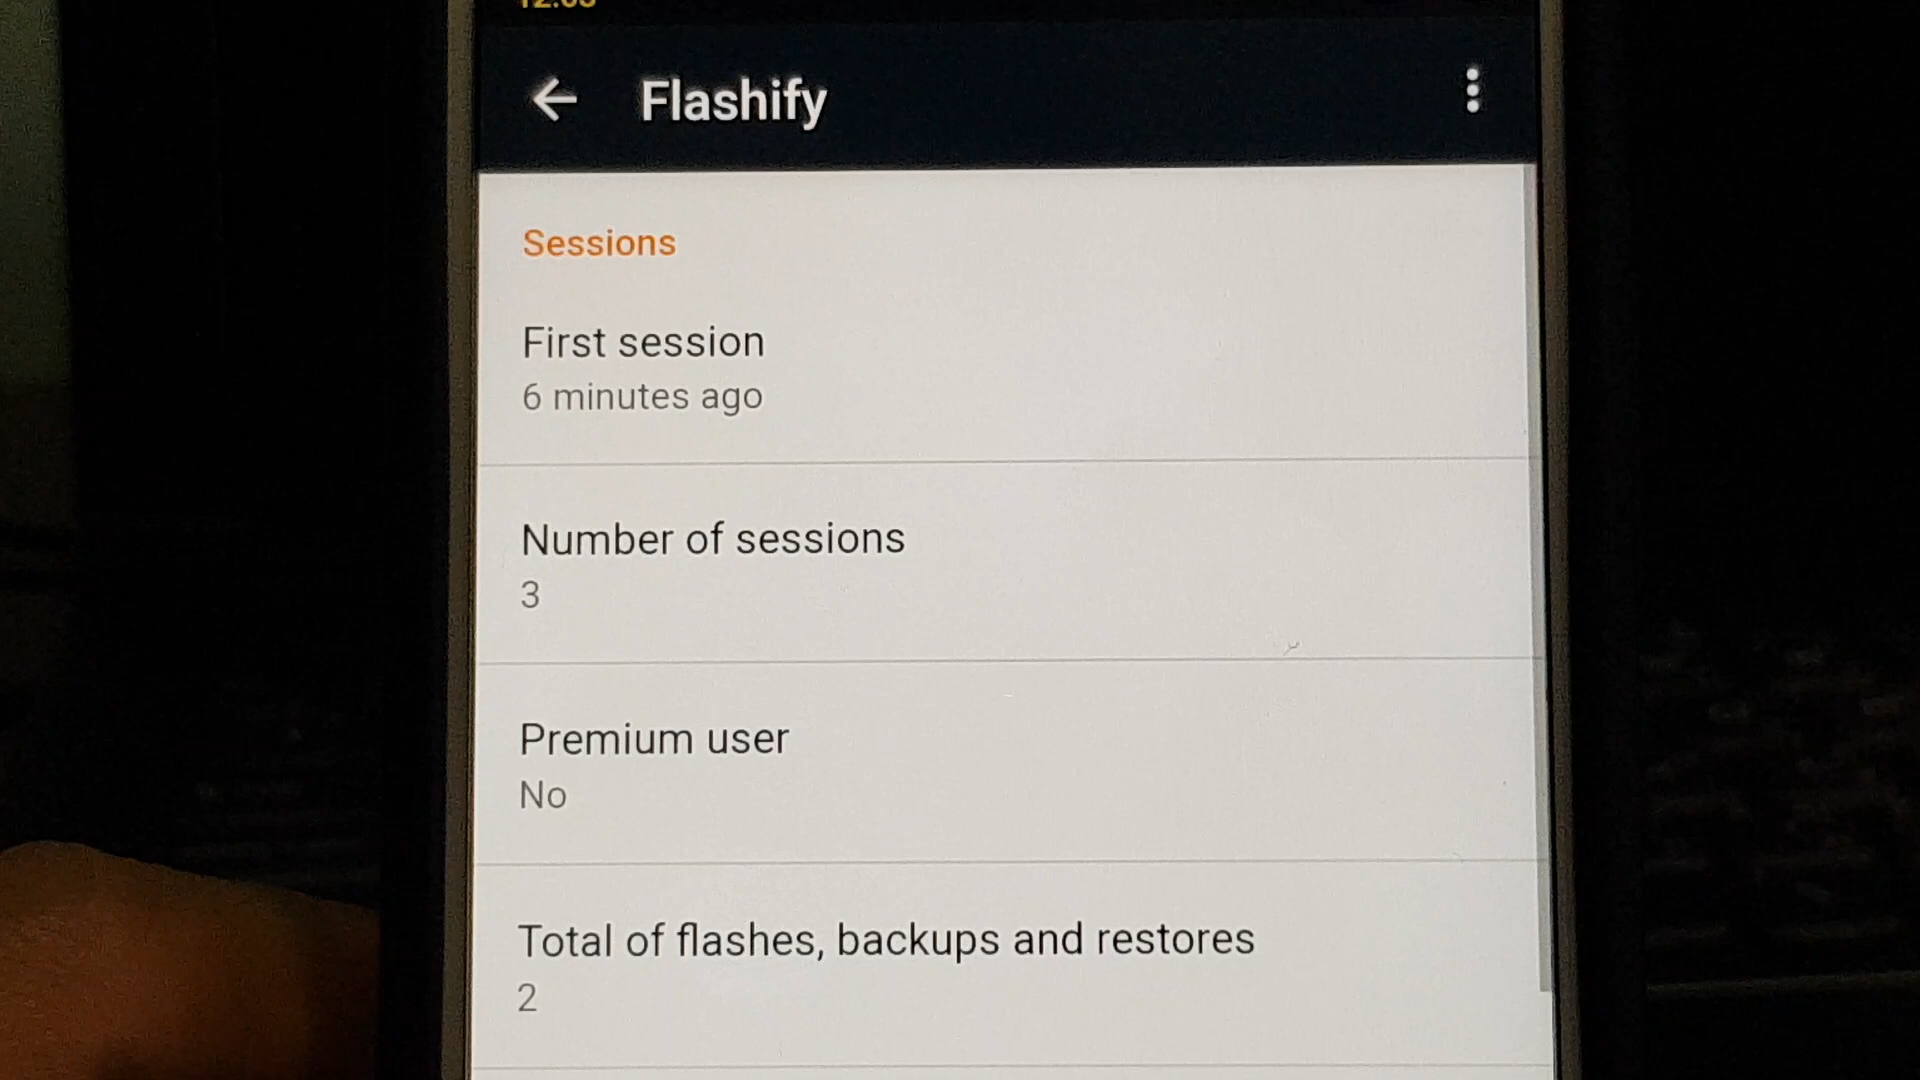 Flashify
Sessions
First session
6 minutes ago
Number of sessions
3
Premium user
No
Total of flashes, backups and restores
2